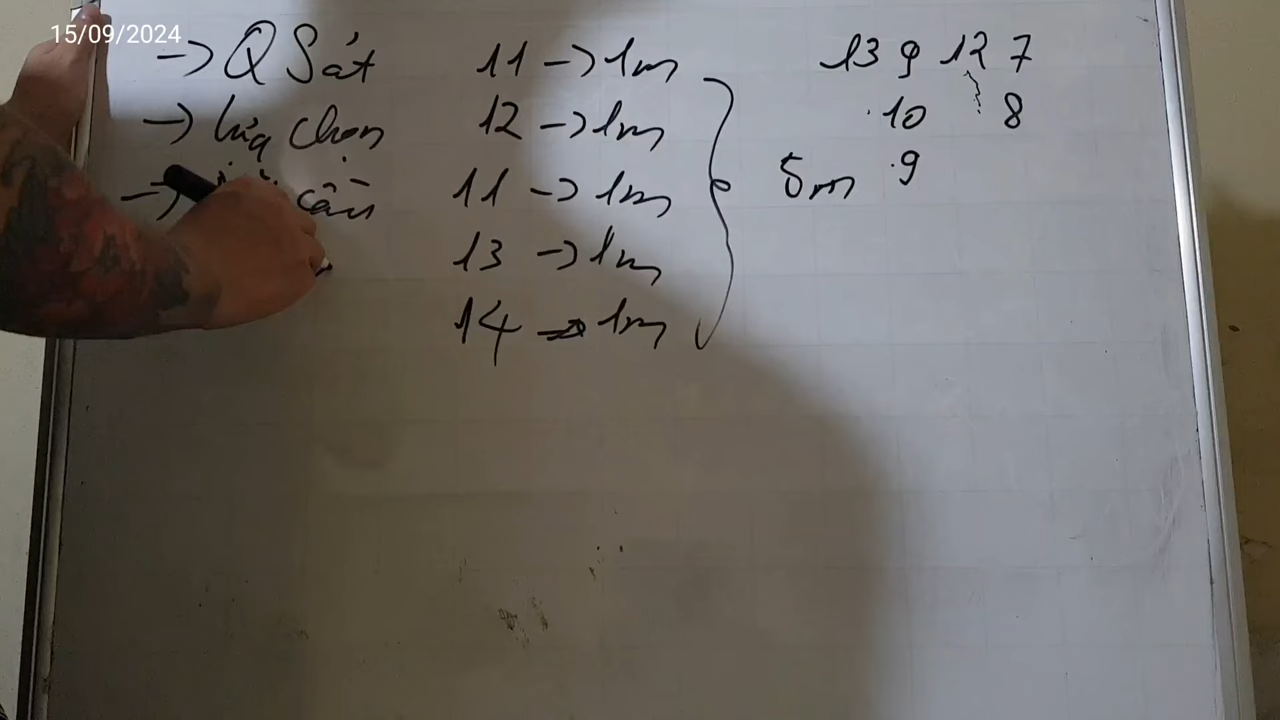 15/09/2024
→ Q Sát
→ lựa chọn
→ cần
11 → 1m
12 → 1m
11 → 1m
13 → 1m
14 → 1m
5m
13 9 12 7
10 8
9